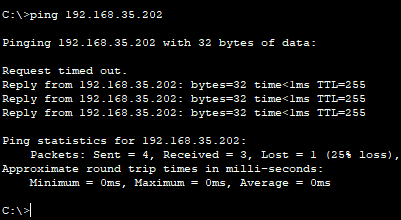 C:\>ping 192.168.35.202
Pinging 192.168.35.202 with 32 bytes of data:
Request timed out.
Reply from 192.168.35.202: bytes=32 time<1ms TTL=255
Reply from 192.168.35.202: bytes=32 time<1ms TTL=255
Reply from 192.168.35.202: bytes=32 time<1ms TTL=255
Ping statistics for 192.168.35.202:
    Packets: Sent = 4, Received = 3, Lost = 1 (25% loss),
Approximate round trip times in milli-seconds:
    Minimum = 0ms, Maximum = 0ms, Average = 0ms
C:\>